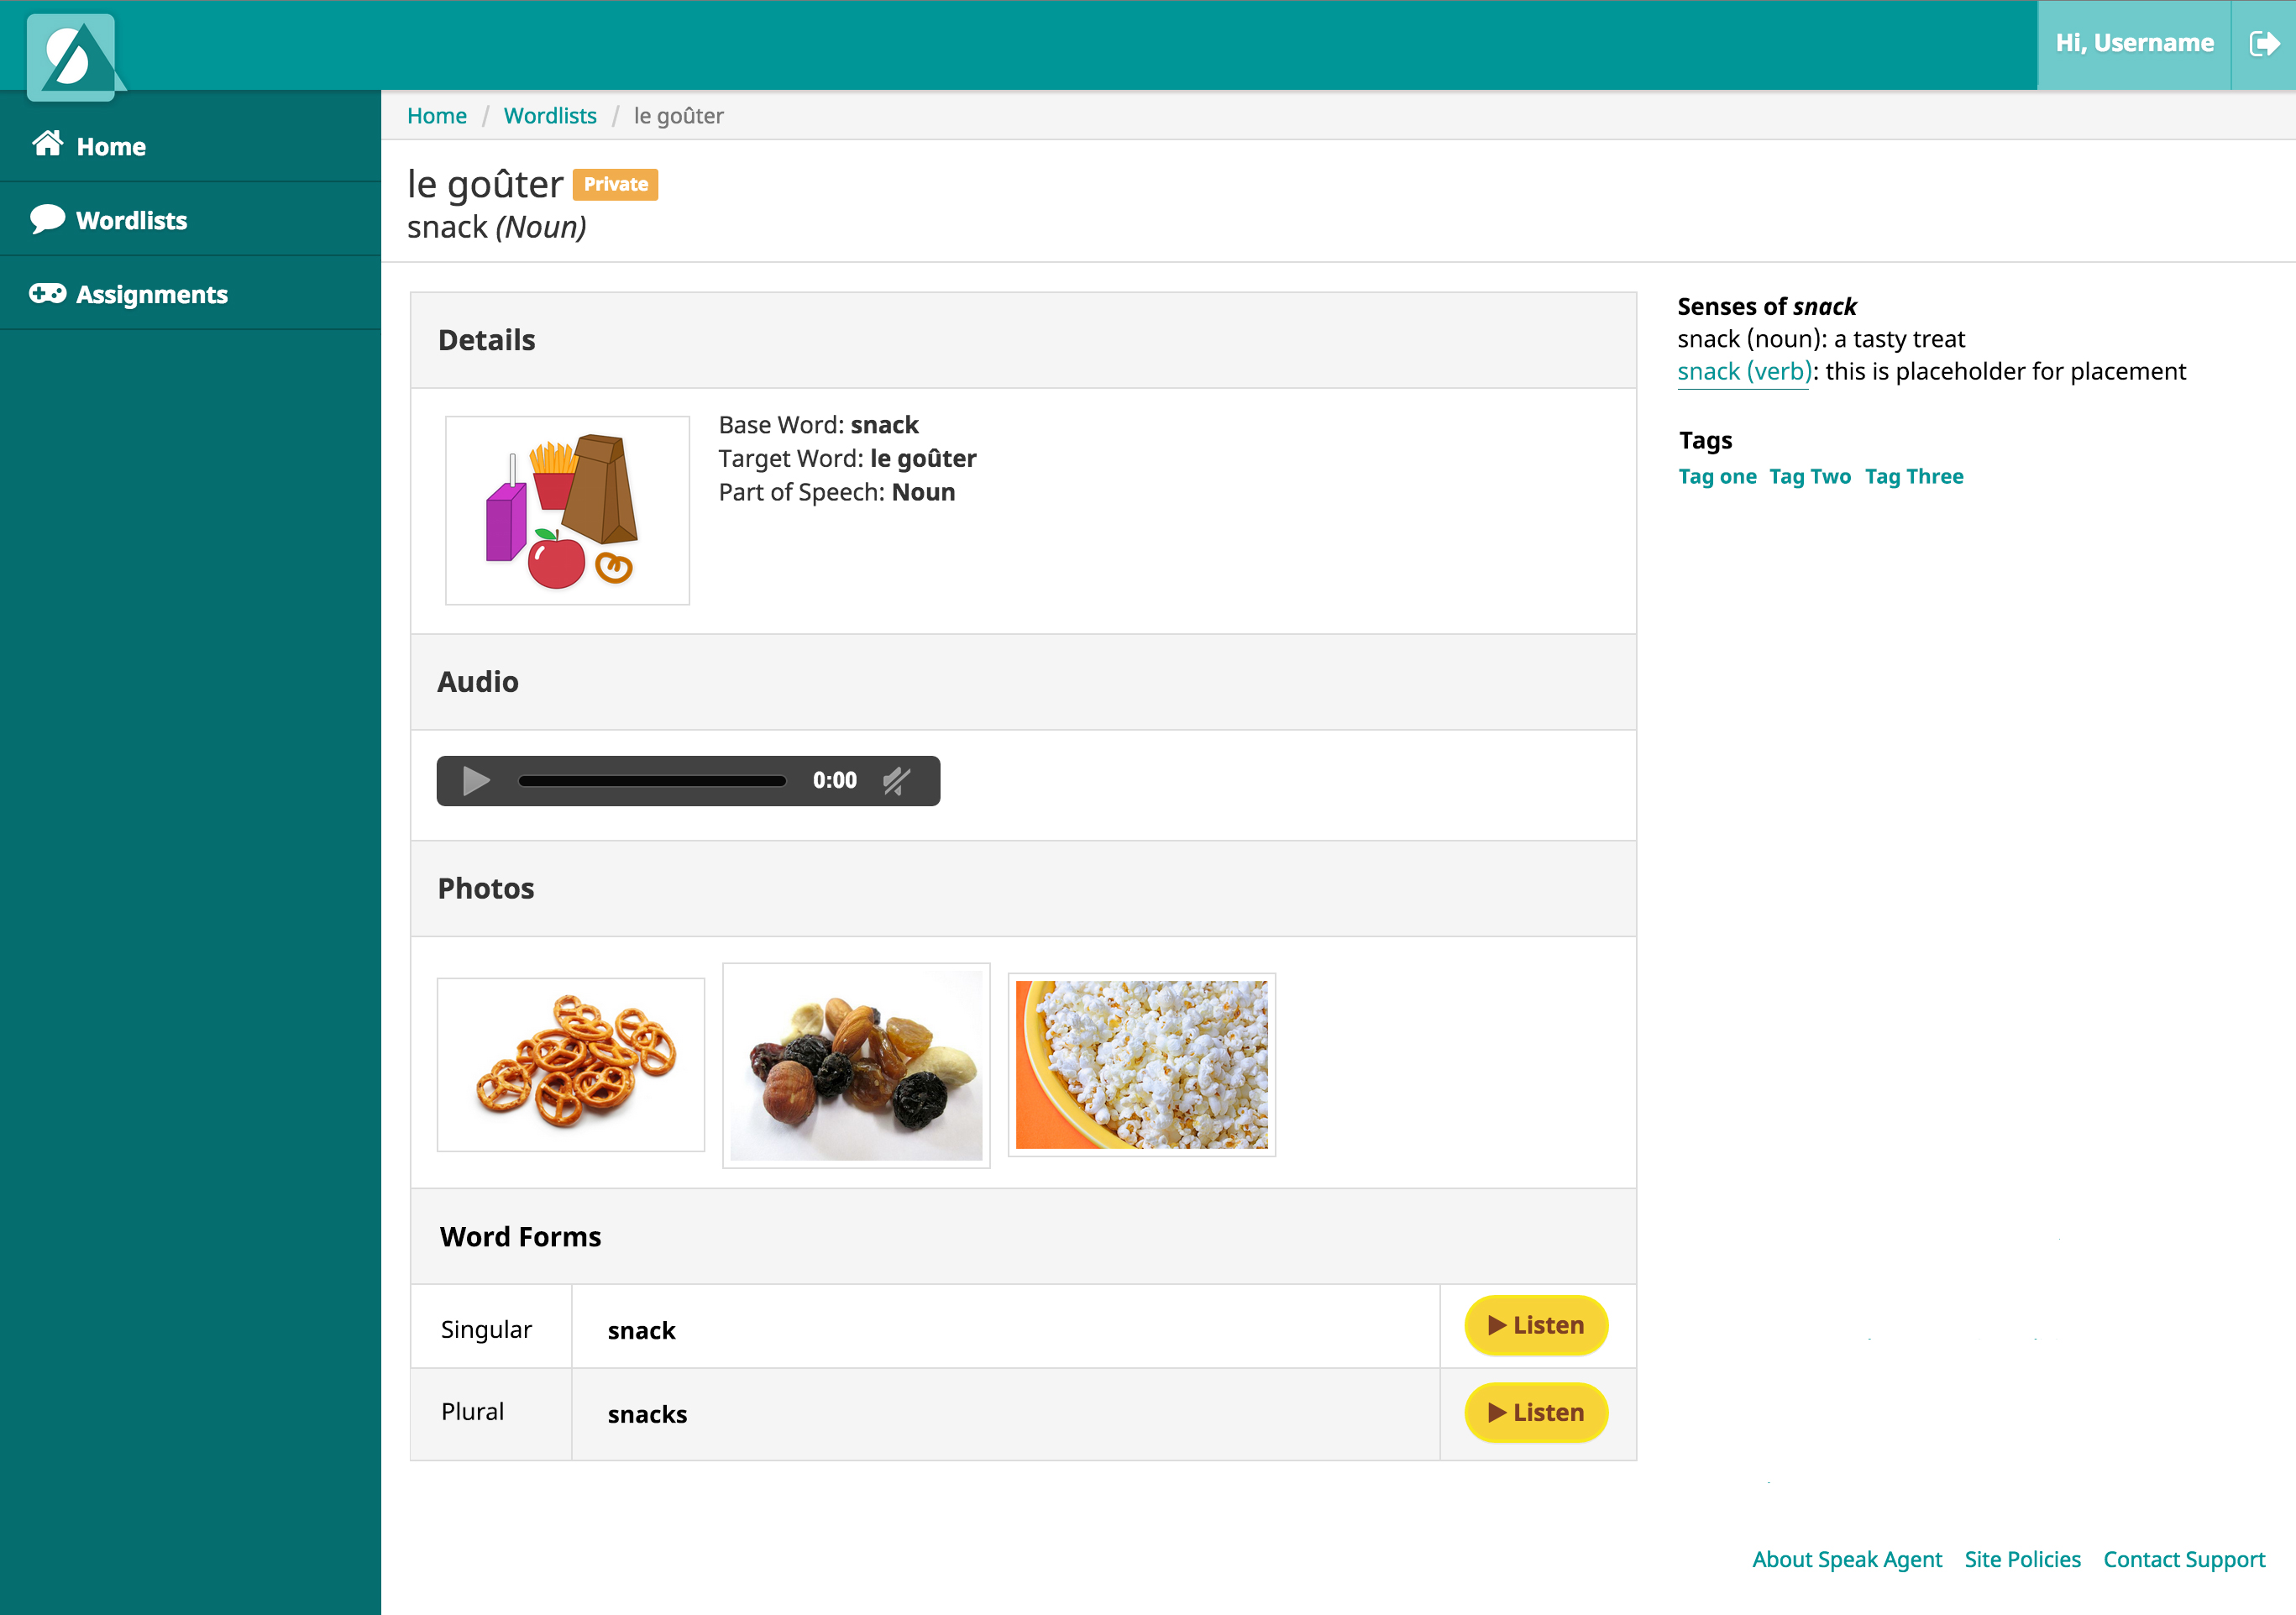 Hi, Username
Home
Wordlists
Assignments
Home / Wordlists / le goûter
le goûter Private
snack (Noun)
Details
Base Word: snack
Target Word: le goûter
Part of Speech: Noun
Audio
0:00
Photos
Word Forms
Singular snack Listen
Plural snacks Listen
Senses of snack
snack (noun): a tasty treat
snack (verb): this is placeholder for placement
Tags
Tag one Tag Two Tag Three
About Speak Agent Site Policies Contact Support